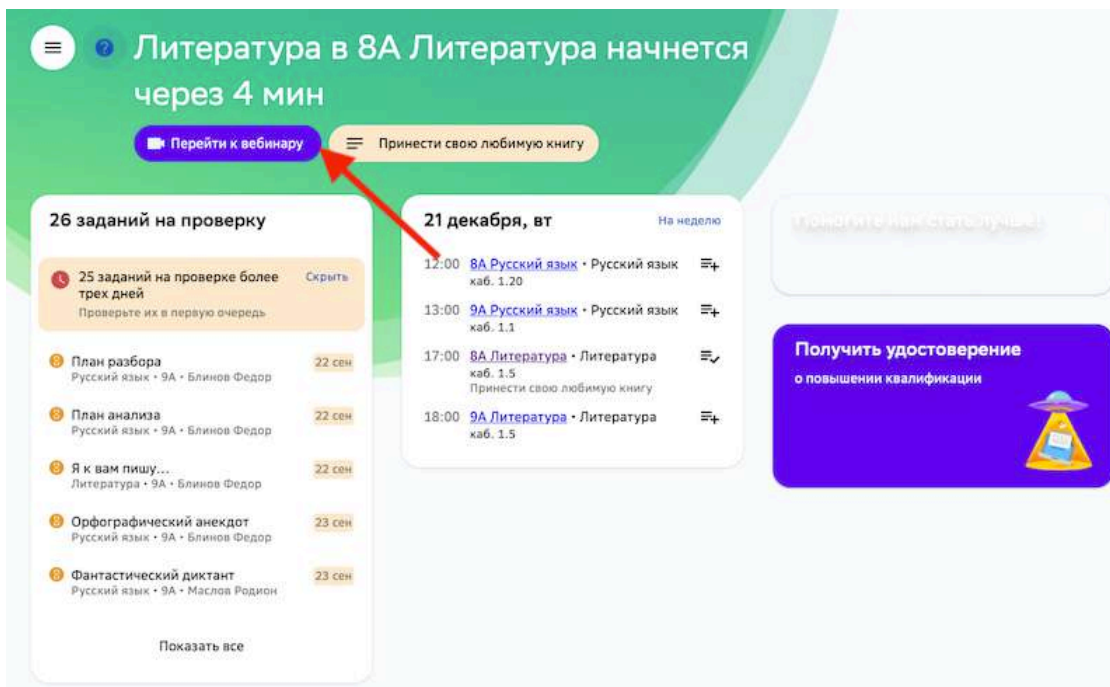 Литература в 8А Литература начнется
через 4 мин
Перейти к вебинару
Принести свою любимую книгу
26 заданий на проверку
25 заданий на проверке более
трех дней
Скрыть
Проверьте их в первую очередь
План разбора
22 сен
Русский язык • 9А • Блинов Федор
План анализа
22 сен
Русский язык • 9А • Блинов Федор
Я к вам пишу...
22 сен
Литература • 9А • Блинов Федор
Орфографический анекдот
23 сен
Русский язык • 9А • Блинов Федор
Фантастический диктант
23 сен
Русский язык • 9А • Маслов Родион
Показать все
21 декабря, вт
На неделю
12:00 8А Русский язык • Русский язык
каб. 1.20
13:00 9А Русский язык • Русский язык
каб. 1.1
17:00 8А Литература • Литература
каб. 1.5
Принести свою любимую книгу
18:00 9А Литература • Литература
каб. 1.5
Помогите нам стать лучше!
Получить удостоверение
о повышении квалификации